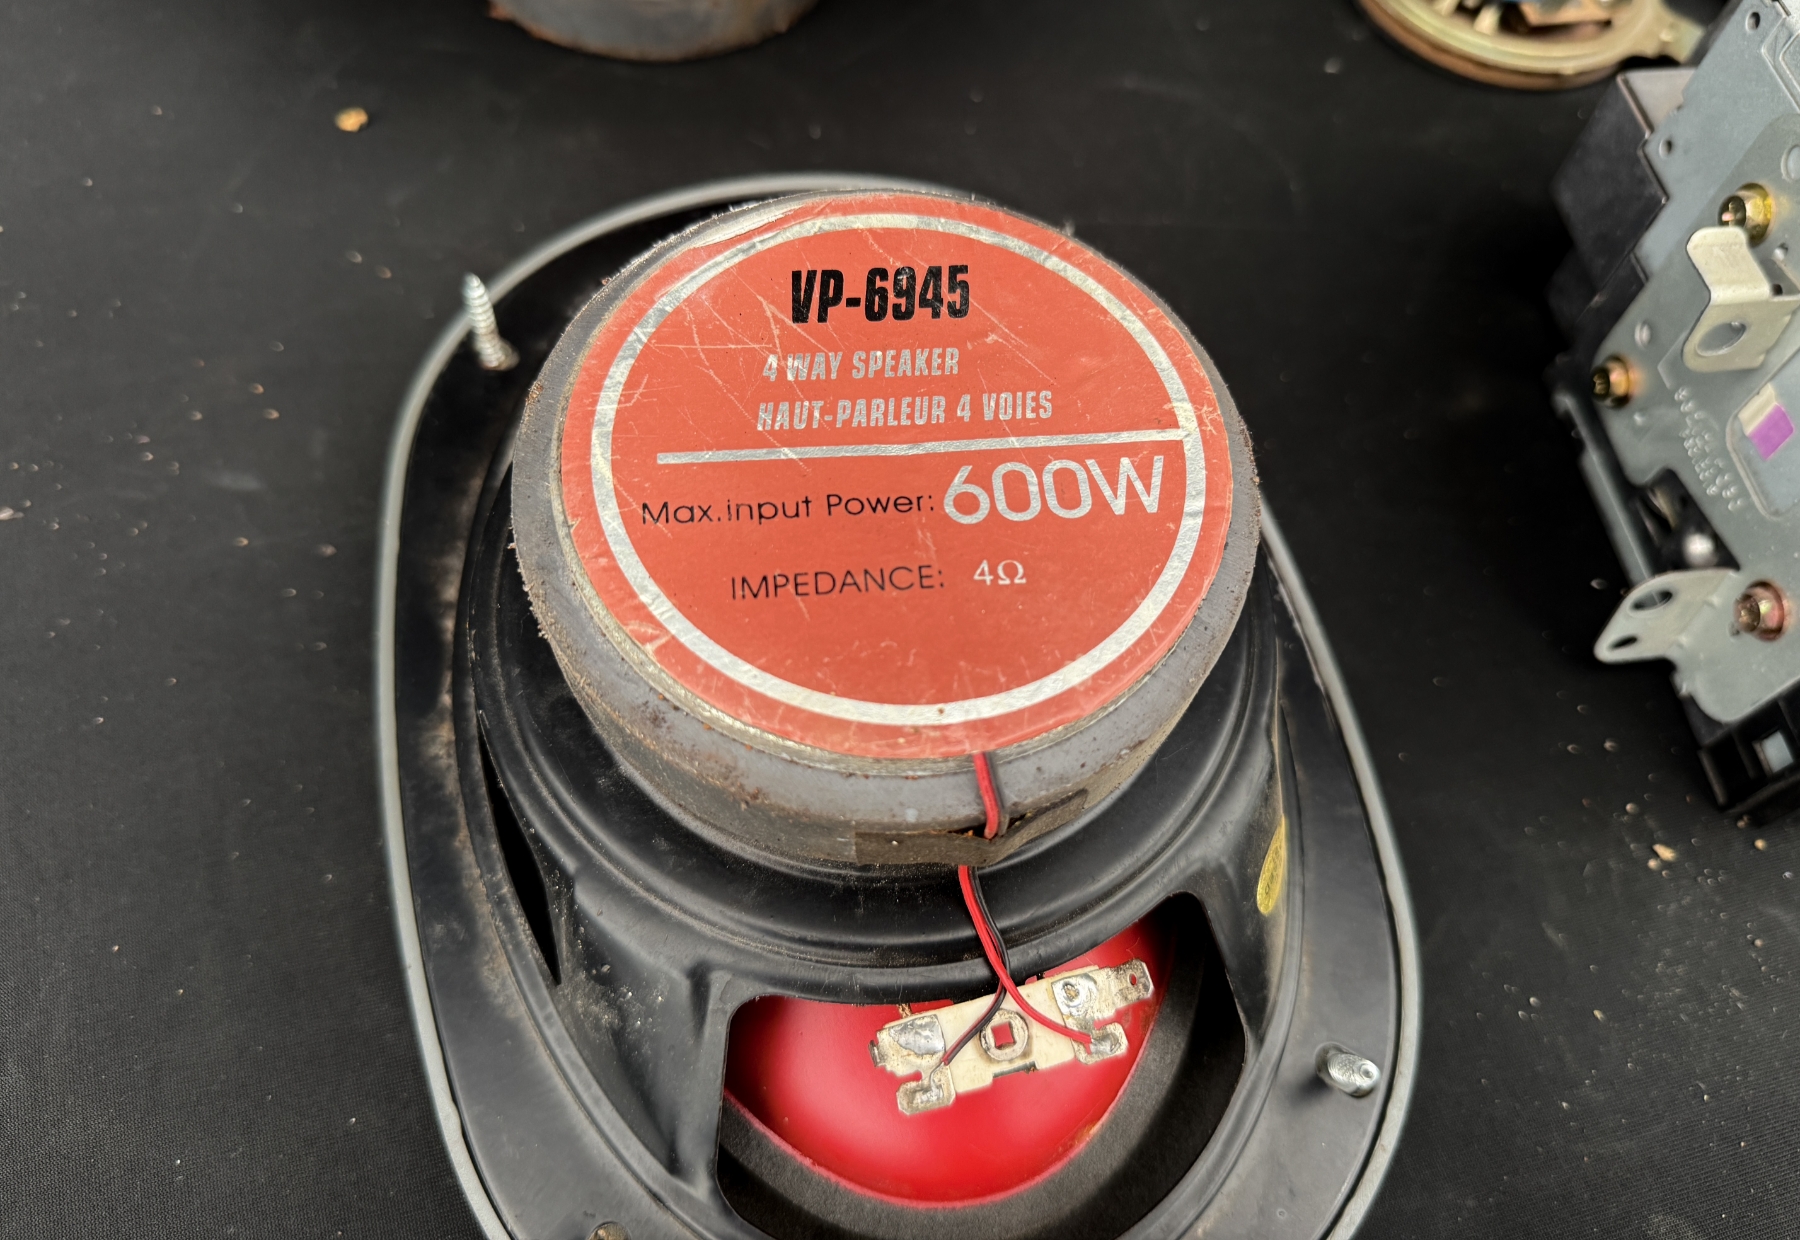 VP-6945
4 WAY SPEAKER
HAUT-PARLEUR 4 VOIES
Max.input Power: 600W
IMPEDANCE: 4Ω